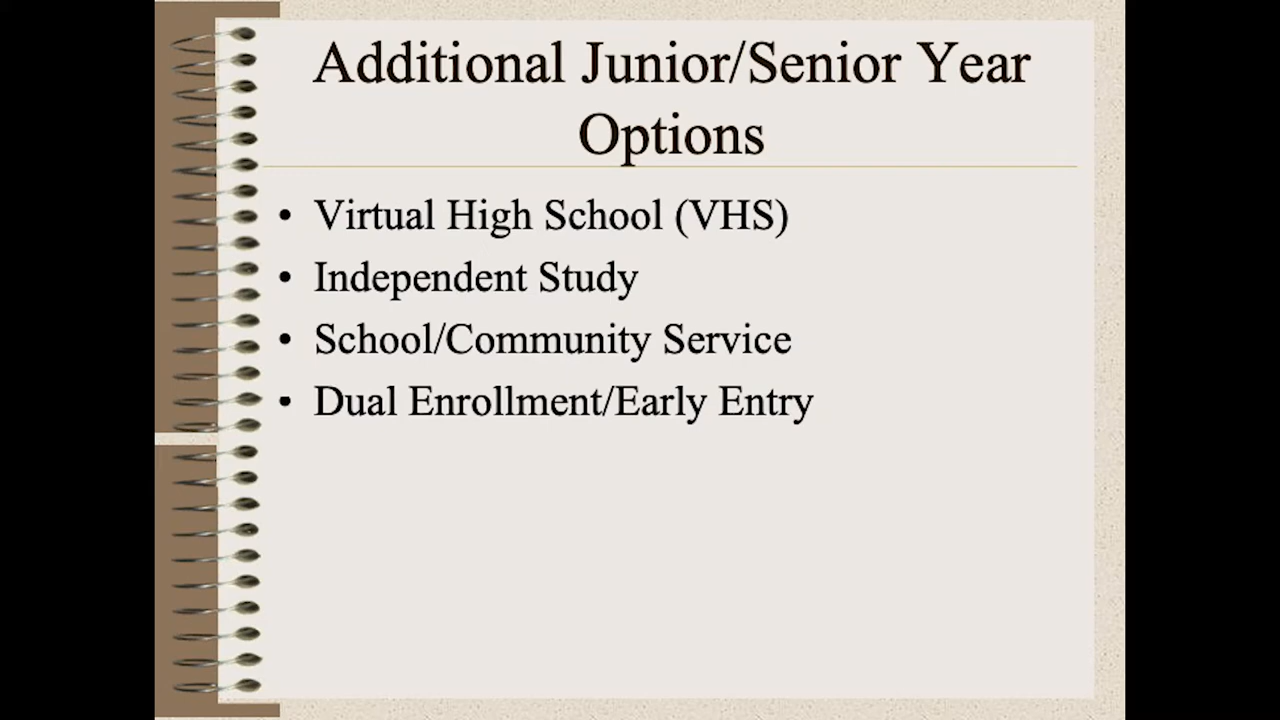 Additional Junior/Senior Year
Options
• Virtual High School (VHS)
• Independent Study
• School/Community Service
• Dual Enrollment/Early Entry